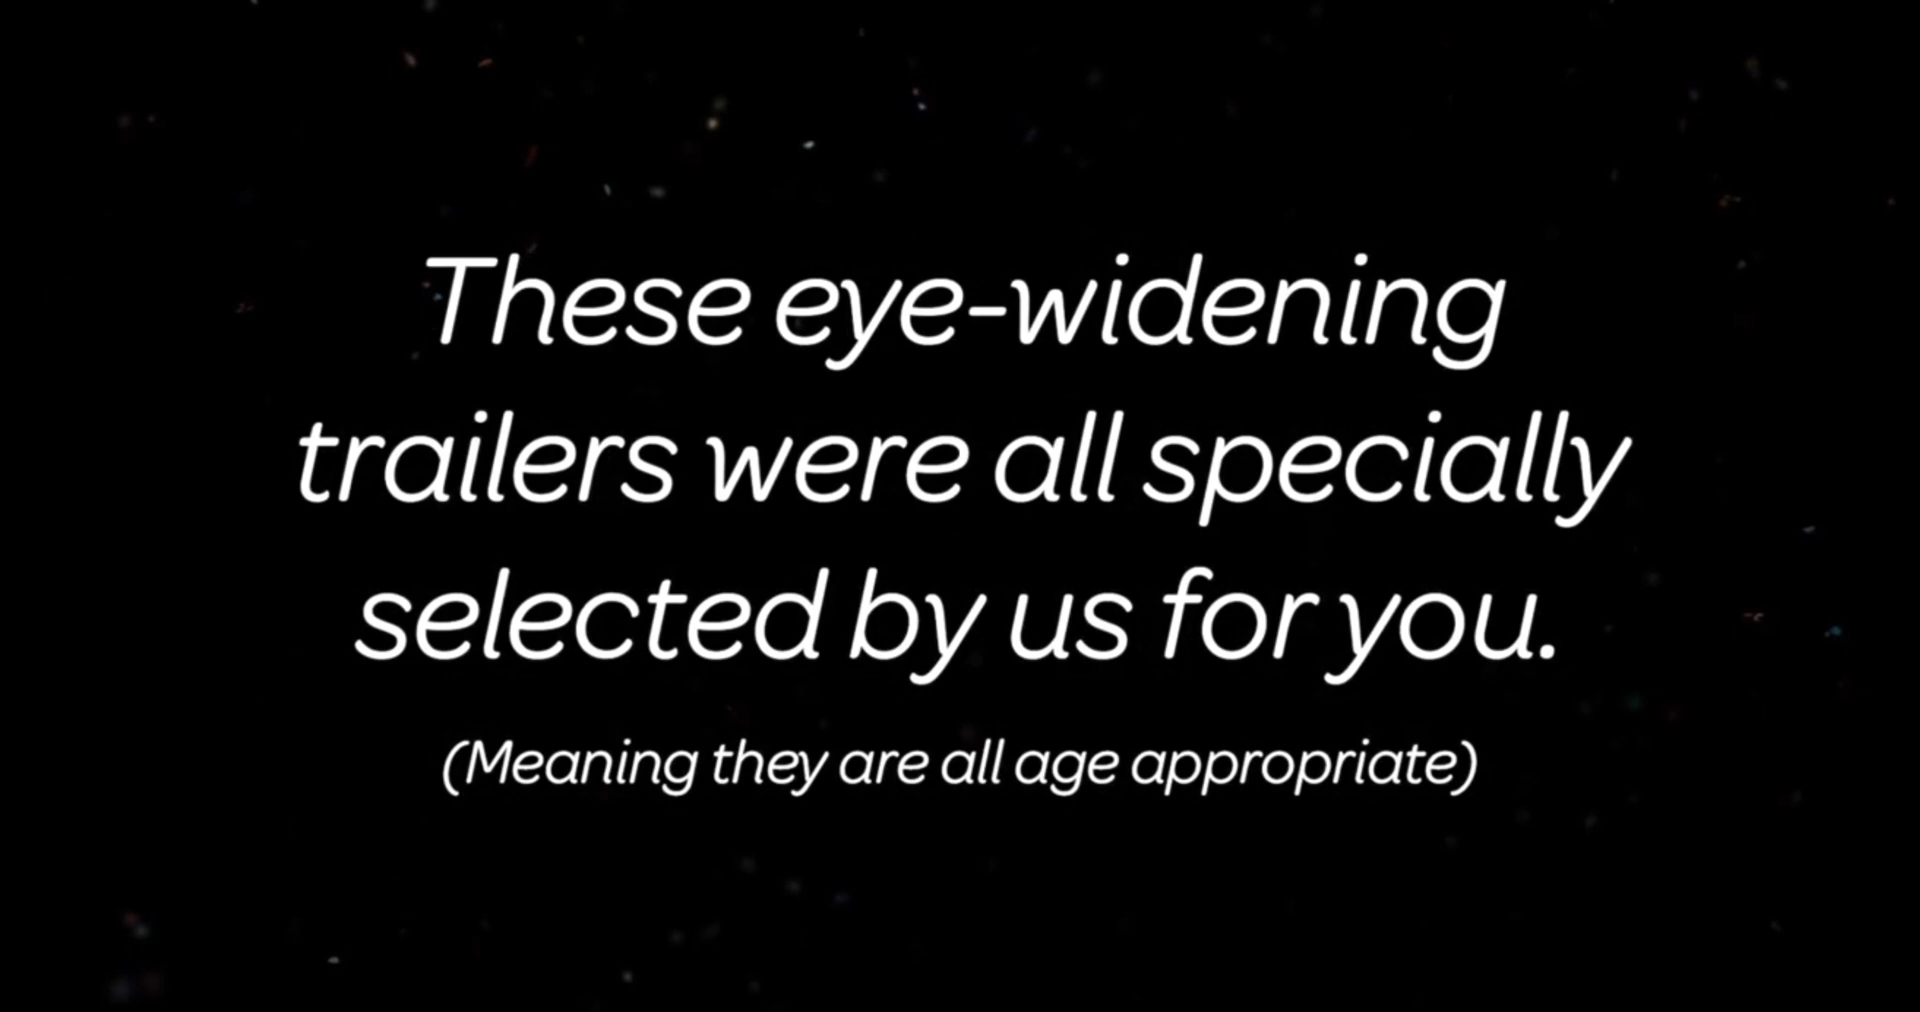 These eye-widening
trailers were all specially
selected by us for you.
(Meaning they are all age appropriate)